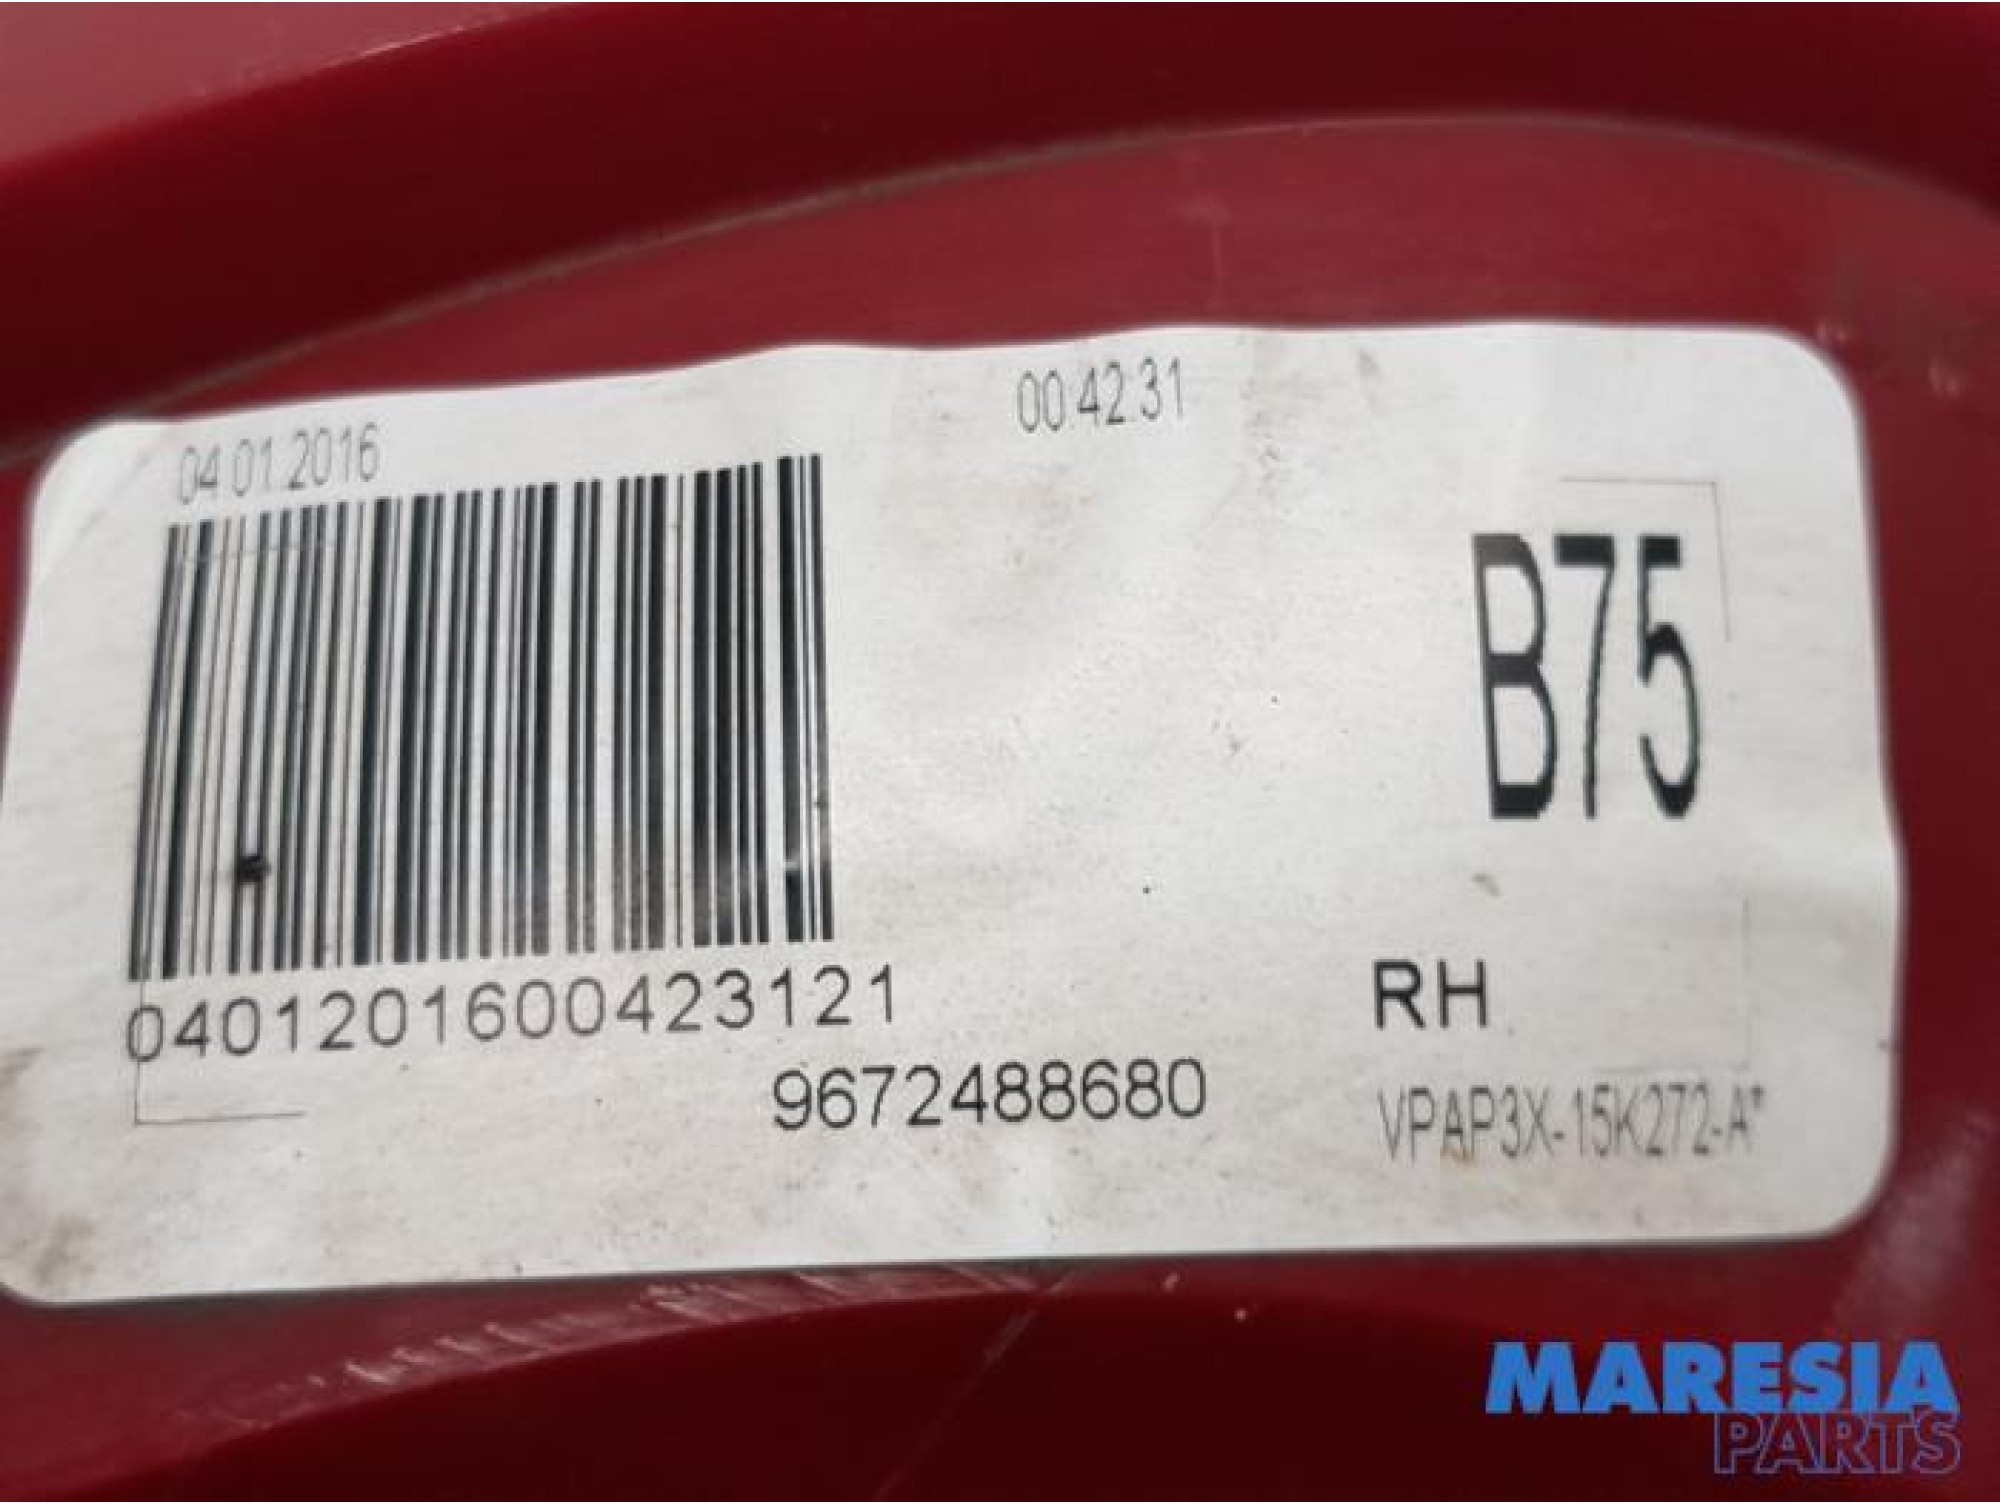 04.01.2016
00:42:31
B75
0401201600423121
RH
9672488680
VPAP3X-15K272-A*
MARESIA
PARTS